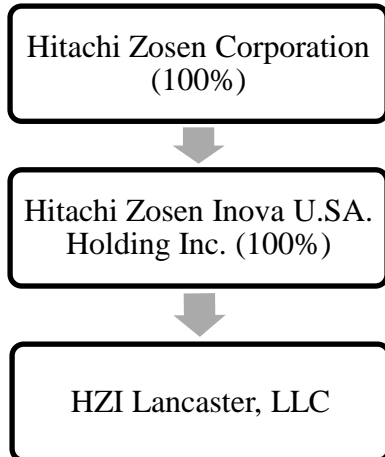 Hitachi Zosen Corporation
(100%)
Hitachi Zosen Inova U.SA.
Holding Inc. (100%)
HZI Lancaster, LLC